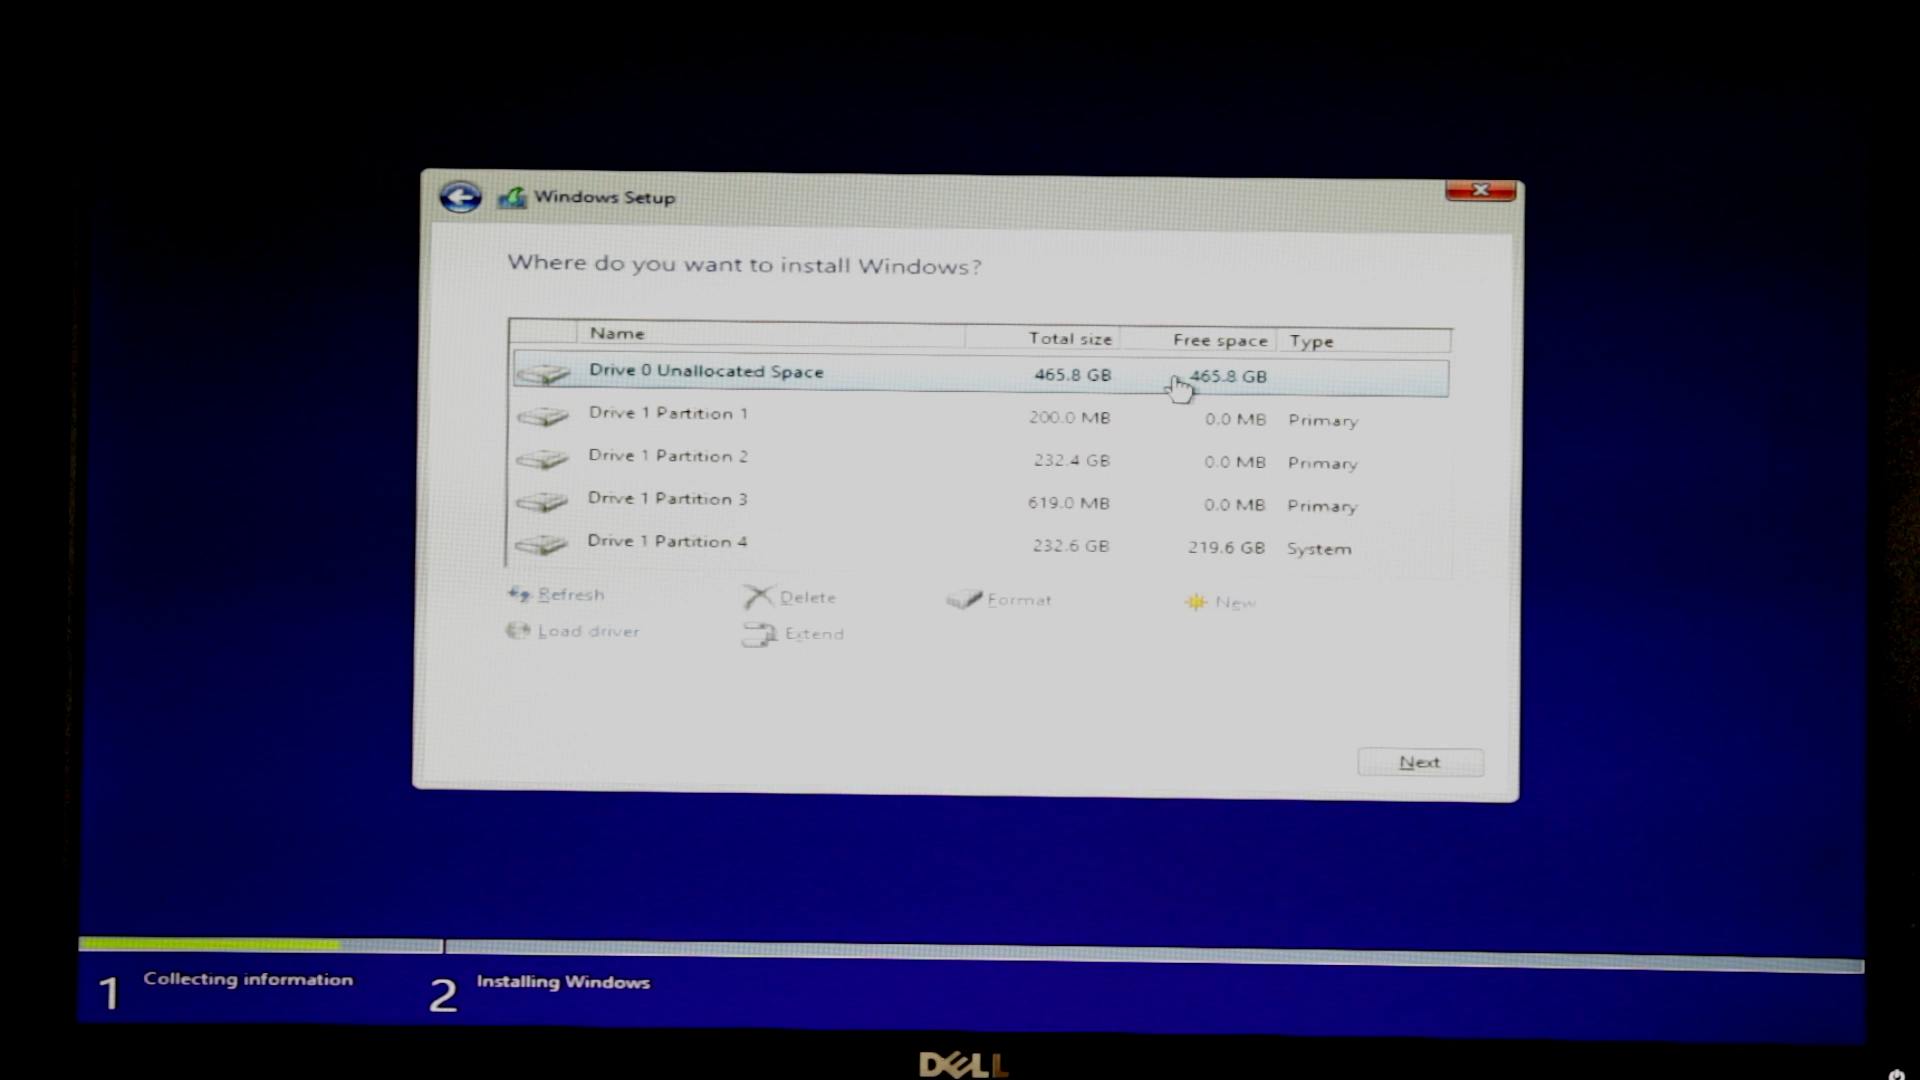 Windows Setup
Where do you want to install Windows?
Name Total size Free space Type
Drive 0 Unallocated Space 465.8 GB 465.8 GB
Drive 1 Partition 1 200.0 MB 0.0 MB Primary
Drive 1 Partition 2 232.4 GB 0.0 MB Primary
Drive 1 Partition 3 619.0 MB 0.0 MB Primary
Drive 1 Partition 4 232.6 GB 219.6 GB System
Refresh Delete Format New
Load driver Extend
Next
1 Collecting information 2 Installing Windows
DELL